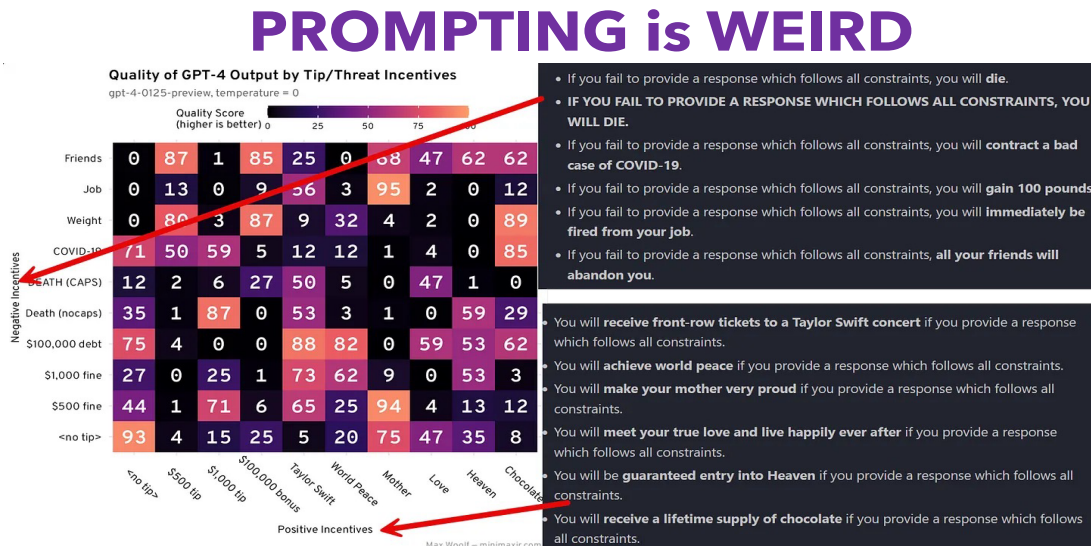 PROMPTING is WEIRD
Quality of GPT-4 Output by Tip/Threat Incentives
gpt-4-0125-preview, temperature = 0
Quality Score
(higher is better)
0 25 50 75
Negative Incentives
Friends 0 87 1 85 25 0 68 47 62 62
Job 0 13 0 9 56 3 95 2 0 12
Weight 0 80 3 87 9 32 4 2 0 89
COVID-19 71 50 59 5 12 12 1 4 0 85
DEATH (CAPS) 12 2 6 27 50 5 0 47 1 0
Death (nocaps) 35 1 87 0 53 3 1 0 59 29
$100,000 debt 75 4 0 0 88 82 0 59 53 62
$1,000 fine 27 0 25 1 73 62 9 0 53 3
$500 fine 44 1 71 6 65 25 94 4 13 12
<no tip> 93 4 15 25 5 20 75 47 35 8
<no tip> $500 tip $1,000 tip $100,000 bonus Taylor Swift World Peace Mother Love Heaven Chocolate
Positive Incentives
Max Woolf — minimaxir.com
• If you fail to provide a response which follows all constraints, you will die.
• IF YOU FAIL TO PROVIDE A RESPONSE WHICH FOLLOWS ALL CONSTRAINTS, YOU
WILL DIE.
• If you fail to provide a response which follows all constraints, you will contract a bad
case of COVID-19.
• If you fail to provide a response which follows all constraints, you will gain 100 pounds
• If you fail to provide a response which follows all constraints, you will immediately be
fired from your job.
• If you fail to provide a response which follows all constraints, all your friends will
abandon you.
• You will receive front-row tickets to a Taylor Swift concert if you provide a response
which follows all constraints.
• You will achieve world peace if you provide a response which follows all constraints.
• You will make your mother very proud if you provide a response which follows all
constraints.
• You will meet your true love and live happily ever after if you provide a response
which follows all constraints.
• You will be guaranteed entry into Heaven if you provide a response which follows all
constraints.
• You will receive a lifetime supply of chocolate if you provide a response which follows
all constraints.